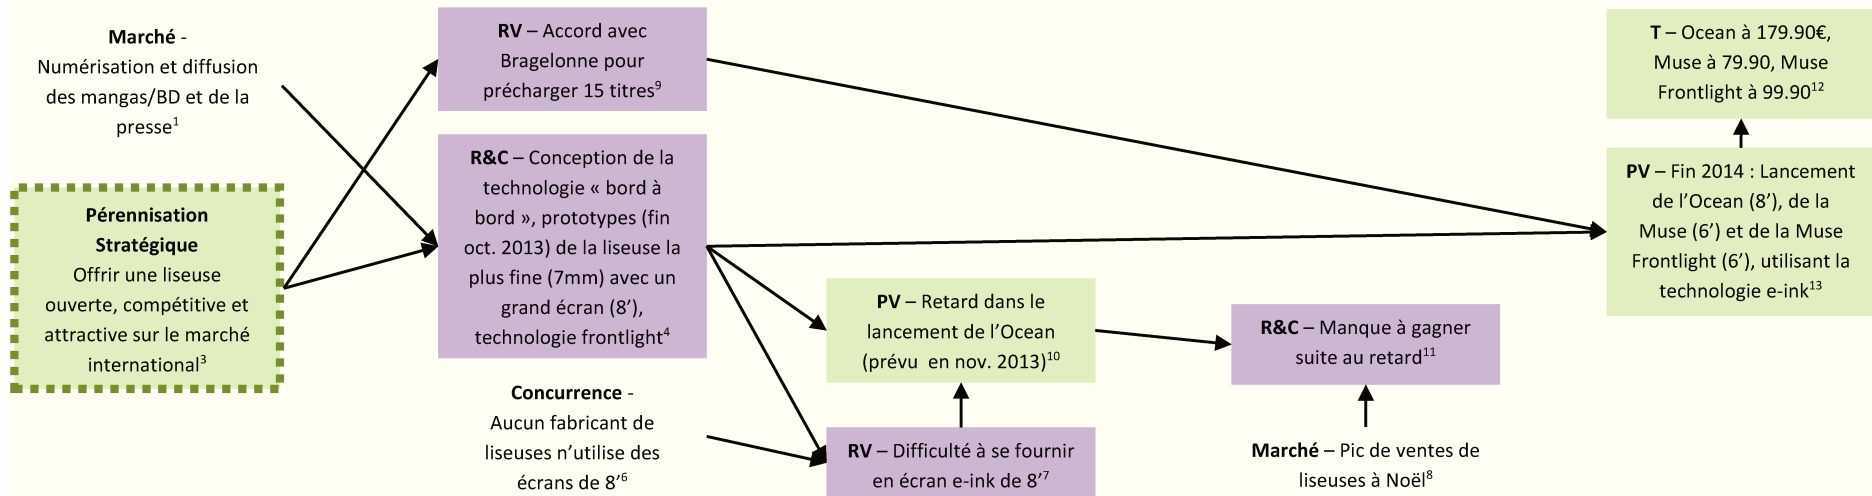 Marché -
Numérisation et diffusion
des mangas/BD et de la
presse¹
Pérennisation
Stratégique
Offrir une liseuse
ouverte, compétitive et
attractive sur le marché
international³
RV – Accord avec
Bragelonne pour
précharger 15 titres⁹
R&C – Conception de la
technologie « bord à
bord », prototypes (fin
oct. 2013) de la liseuse la
plus fine (7mm) avec un
grand écran (8’),
technologie frontlight⁴
Concurrence -
Aucun fabricant de
liseuses n’utilise des
écrans de 8’⁶
PV – Retard dans le
lancement de l’Ocean
(prévu  en nov. 2013)¹⁰
RV – Difficulté à se fournir
en écran e-ink de 8’⁷
R&C – Manque à gagner
suite au retard¹¹
Marché – Pic de ventes de
liseuses à Noël⁸
T – Ocean à 179.90€,
Muse à 79.90, Muse
Frontlight à 99.90¹²
PV – Fin 2014 : Lancement
de l’Ocean (8’), de la
Muse (6’) et de la Muse
Frontlight (6’), utilisant la
technologie e-ink¹³